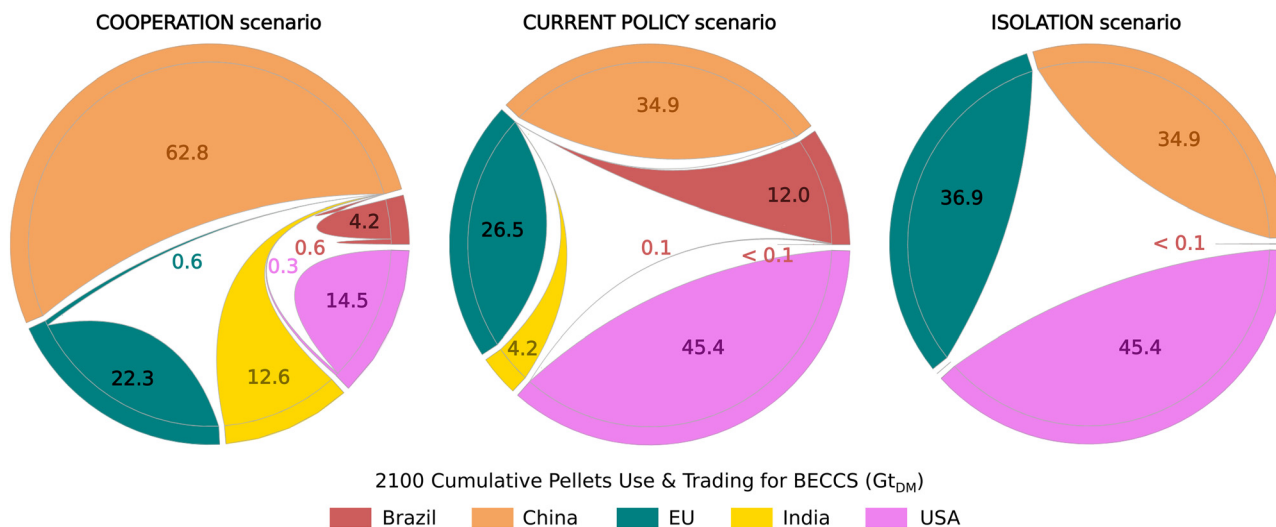 COOPERATION scenario
CURRENT POLICY scenario
ISOLATION scenario
62.8
4.2
0.6
0.6
0.3
14.5
22.3
12.6
34.9
12.0
26.5
0.1
< 0.1
4.2
45.4
34.9
36.9
< 0.1
45.4
2100 Cumulative Pellets Use & Trading for BECCS (Gt_DM)
Brazil
China
EU
India
USA